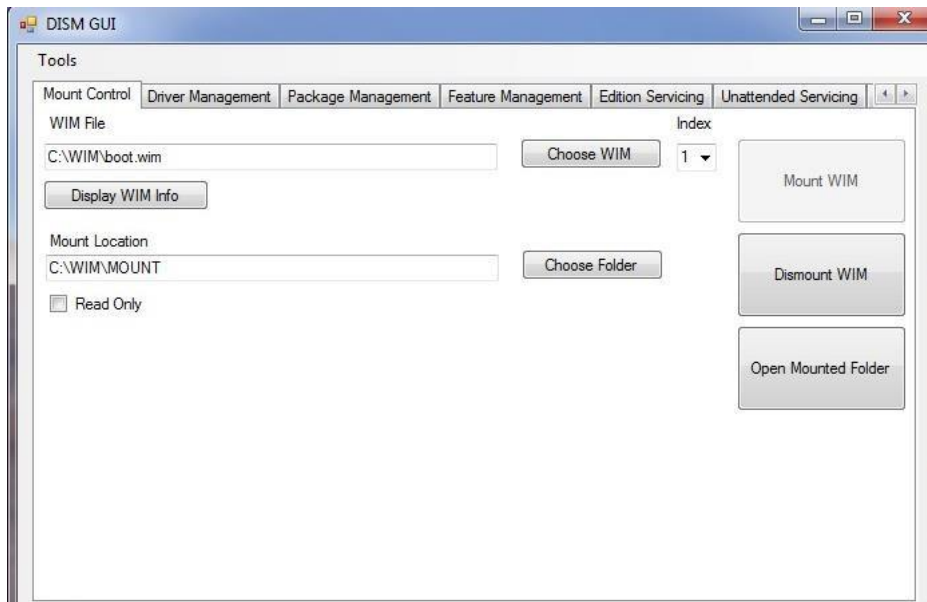 DISM GUI
Tools
Mount Control Driver Management Package Management Feature Management Edition Servicing Unattended Servicing
WIM File Index
C:\WIM\boot.wim Choose WIM 1
Mount WIM
Display WIM Info
Mount Location
C:\WIM\MOUNT Choose Folder
Dismount WIM
Read Only
Open Mounted Folder